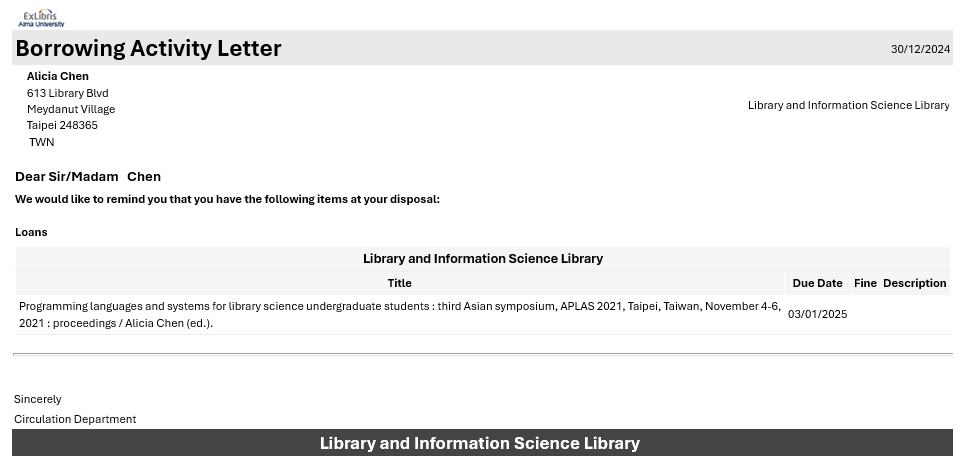 ExLibris
Alma University
Borrowing Activity Letter
30/12/2024
Alicia Chen
613 Library Blvd
Meydanut Village
Taipei 248365
TWN
Library and Information Science Library
Dear Sir/Madam Chen
We would like to remind you that you have the following items at your disposal:
Loans
Library and Information Science Library
Title Due Date Fine Description
Programming languages and systems for library science undergraduate students : third Asian symposium, APLAS 2021, Taipei, Taiwan, November 4-6,
2021 : proceedings / Alicia Chen (ed.).
03/01/2025
Sincerely
Circulation Department
Library and Information Science Library